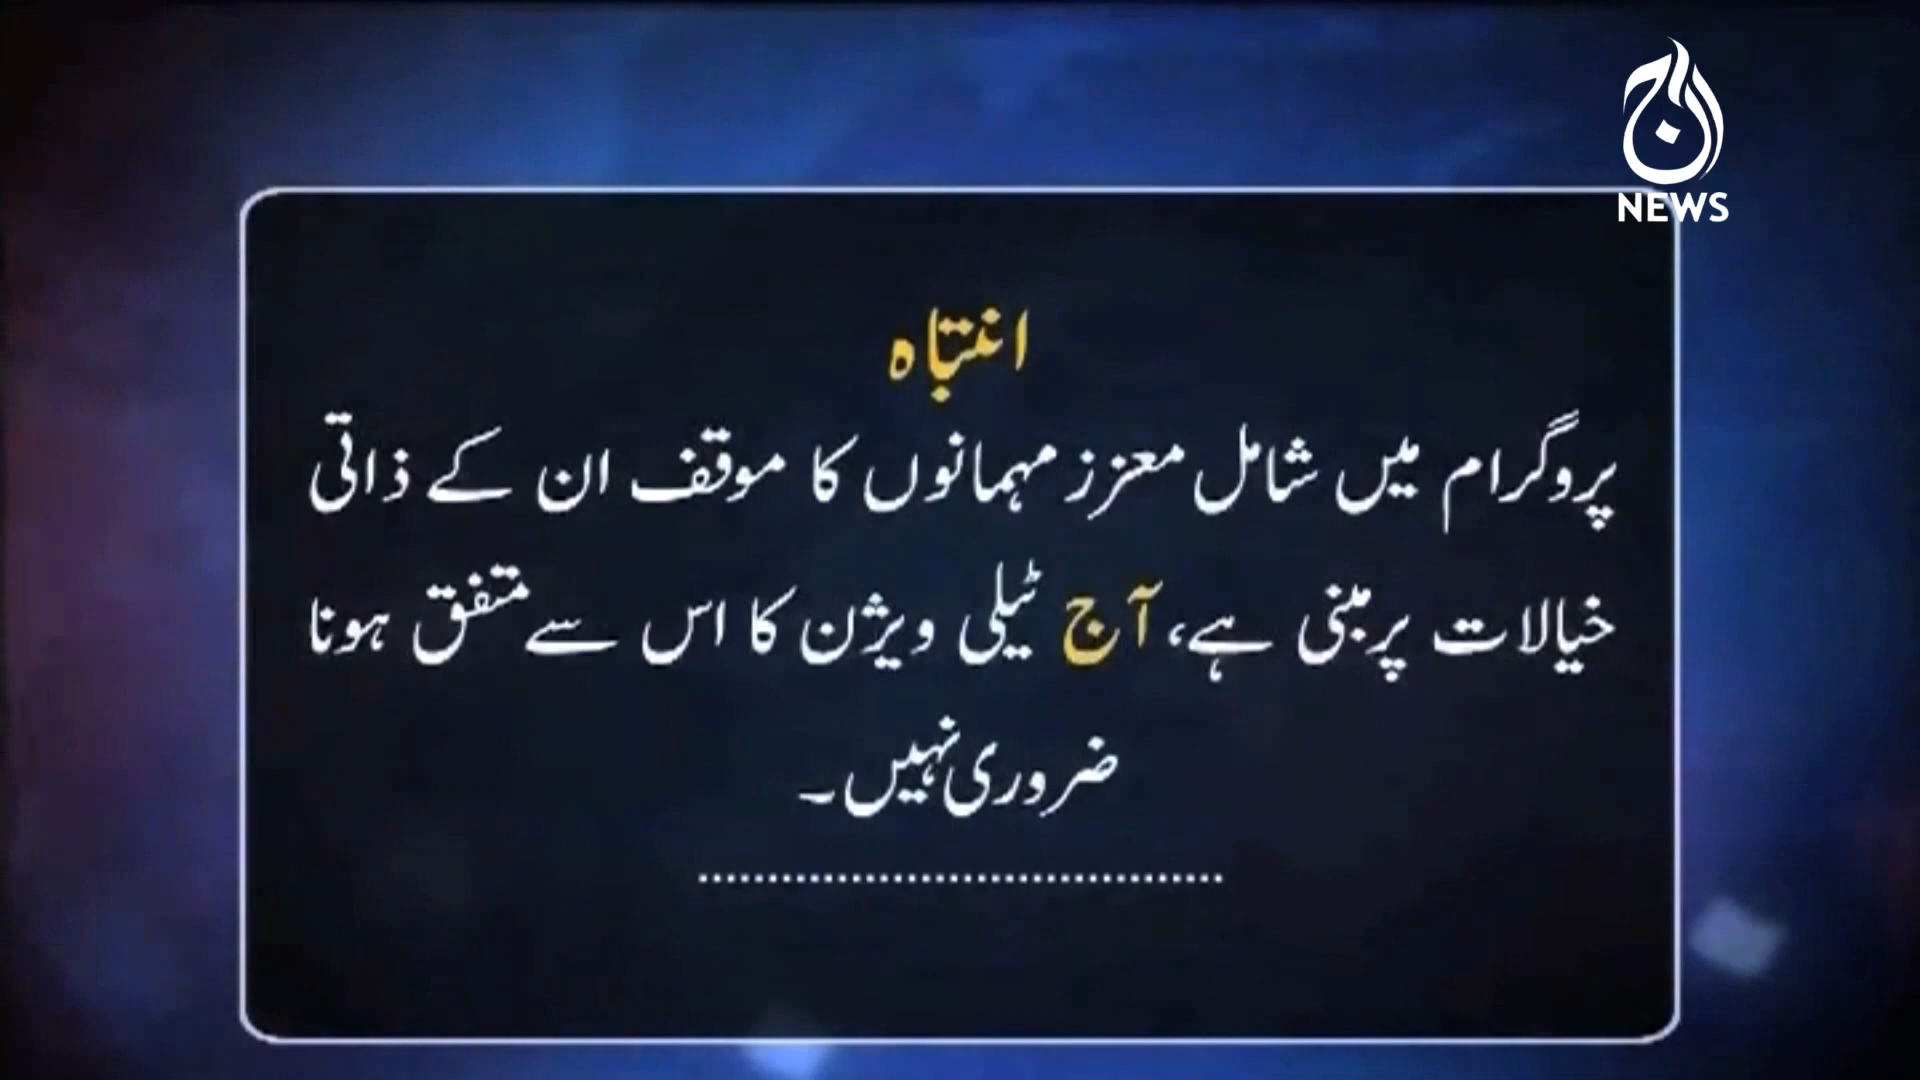 آج
NEWS
انتباہ
پروگرام میں شامل معزز مہمانوں کا موقف ان کے ذاتی
خیالات پر مبنی ہے، آج ٹیلی ویژن کا اس سے متفق ہونا
ضروری نہیں۔
......................................